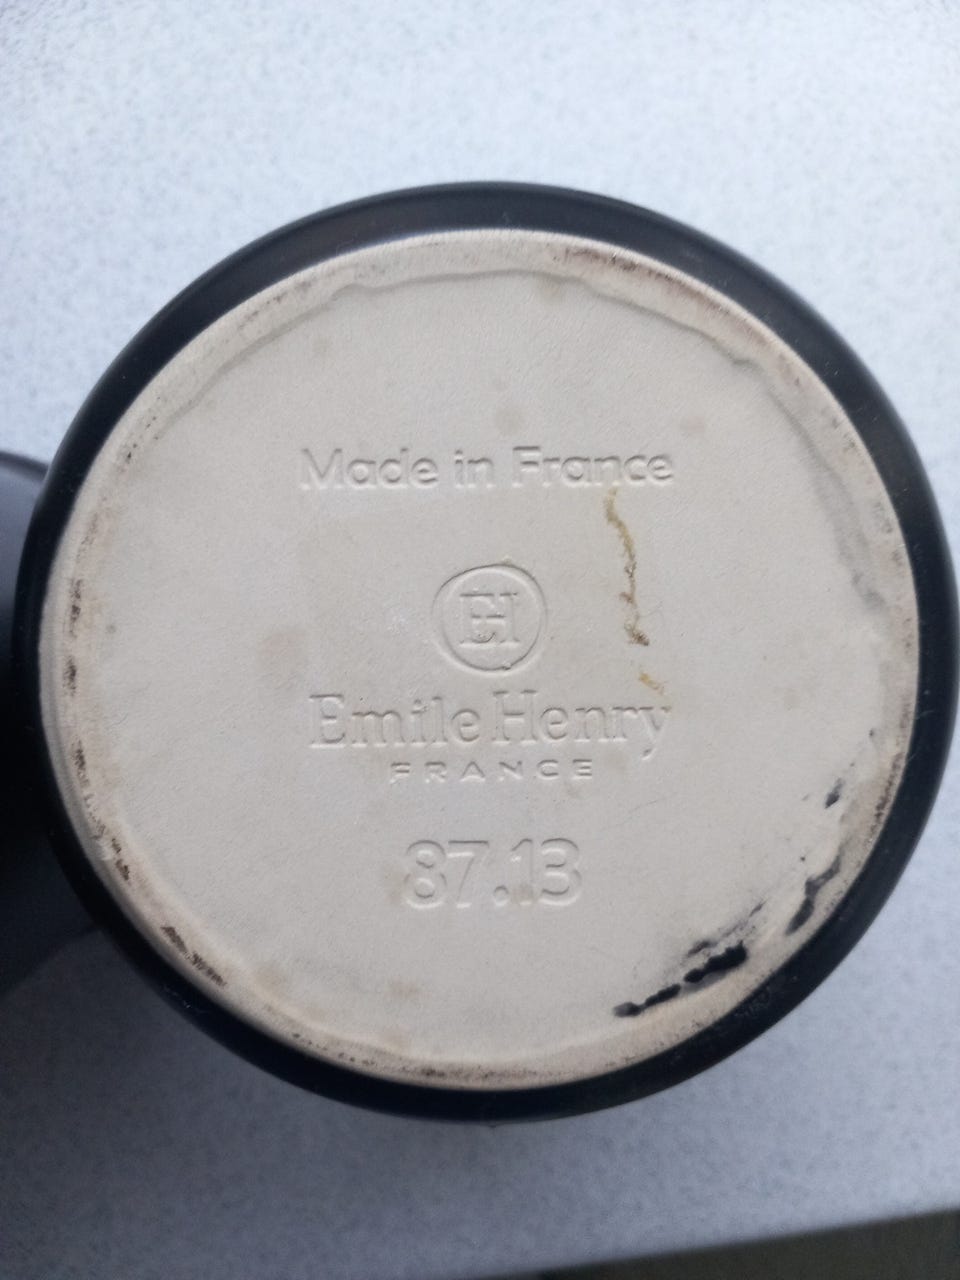 Made in France
EH
Emile Henry
FRANCE
87.13